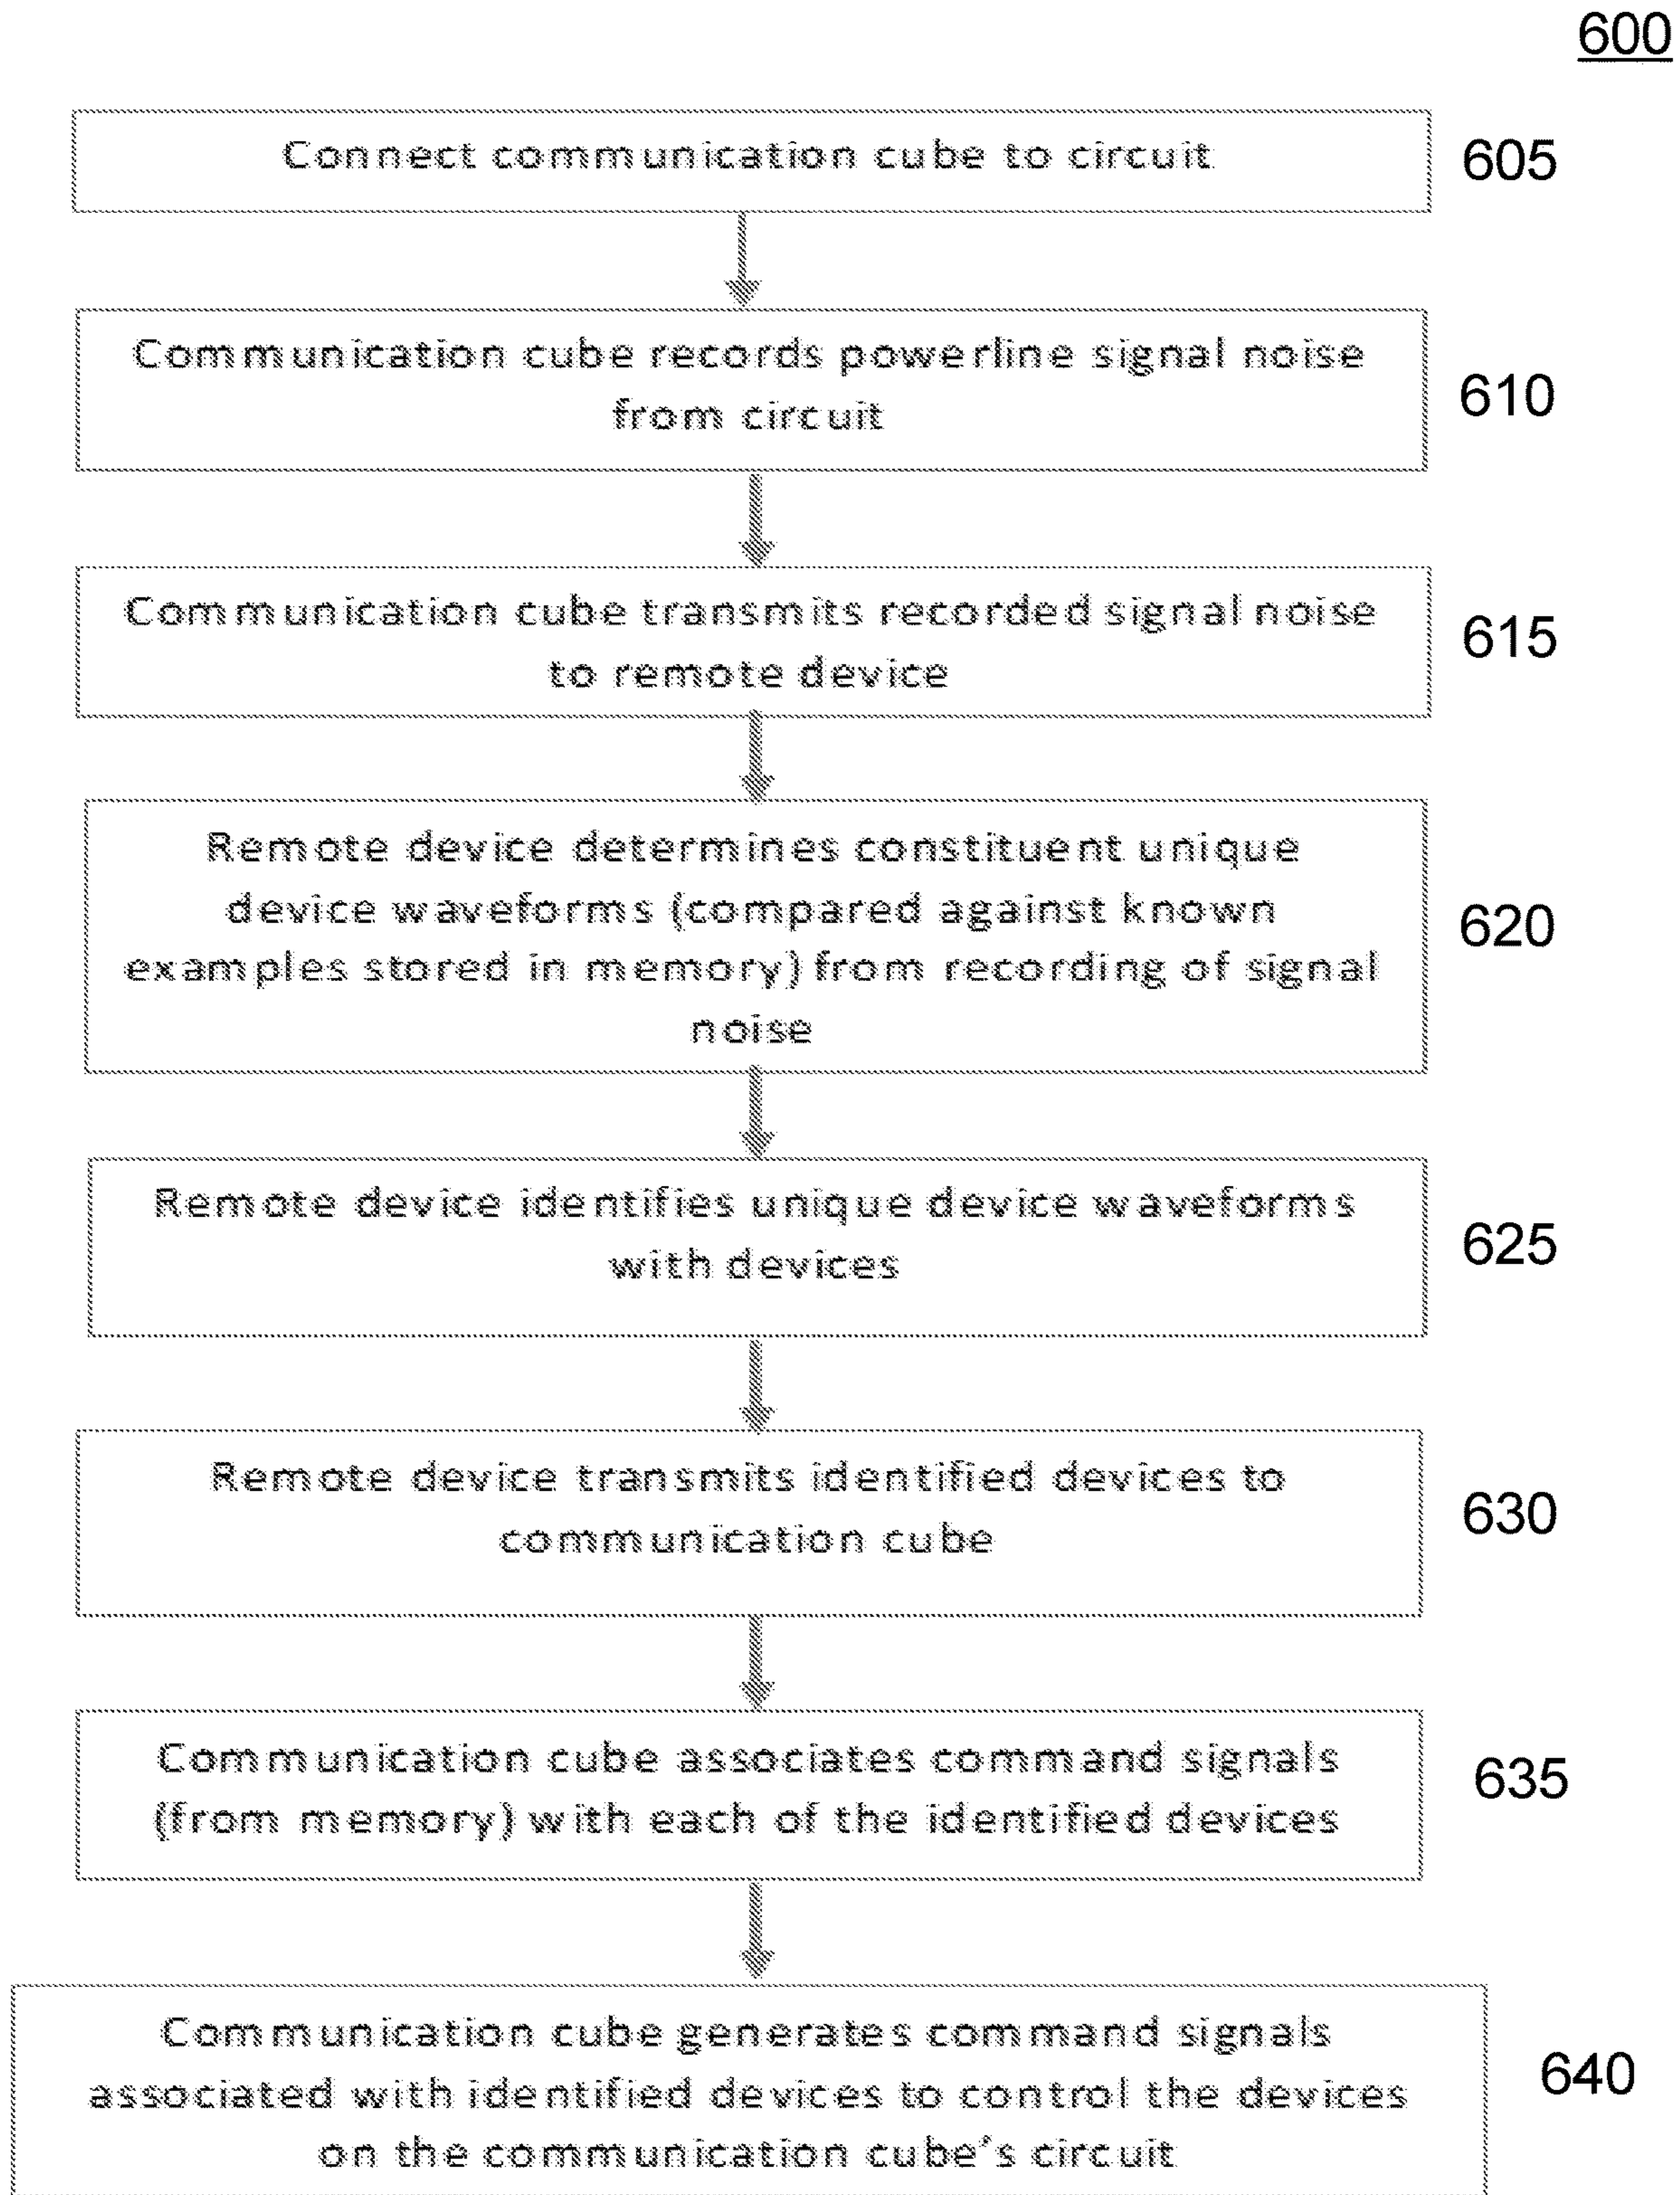 600
Connect communication cube to circuit
605
Communication cube records powerline signal noise
from circuit
610
Communication cube transmits recorded signal noise
to remote device
615
Remote device determines constituent unique
device waveforms (compared against known
examples stored in memory) from recording of signal
noise
620
Remote device identifies unique device waveforms
with devices
625
Remote device transmits identified devices to
communication cube
630
Communication cube associates command signals
(from memory) with each of the identified devices
635
Communication cube generates command signals
associated with identified devices to control the devices
on the communication cube's circuit
640